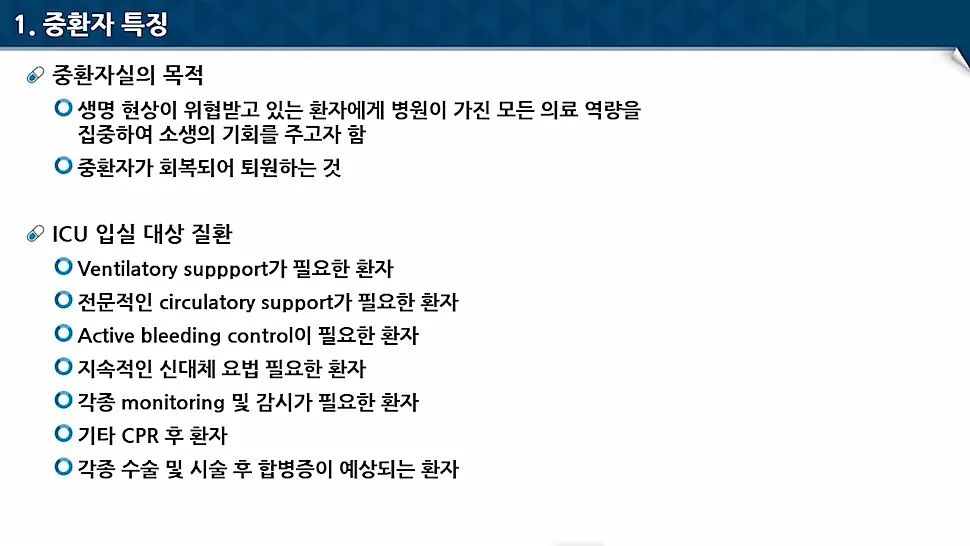 1. 중환자 특징
중환자실의 목적
생명 현상이 위협받고 있는 환자에게 병원이 가진 모든 의료 역량을
집중하여 소생의 기회를 주고자 함
중환자가 회복되어 퇴원하는 것
ICU 입실 대상 질환
Ventilatory suppport가 필요한 환자
전문적인 circulatory support가 필요한 환자
Active bleeding control이 필요한 환자
지속적인 신대체 요법 필요한 환자
각종 monitoring 및 감시가 필요한 환자
기타 CPR 후 환자
각종 수술 및 시술 후 합병증이 예상되는 환자